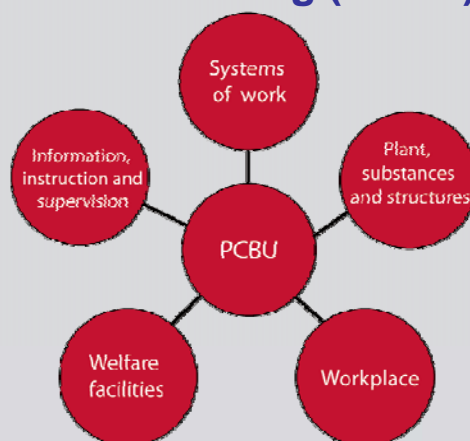 Systems
of work
Information,
instruction and
supervision
Plant,
substances
and structures
PCBU
Welfare
facilities
Workplace